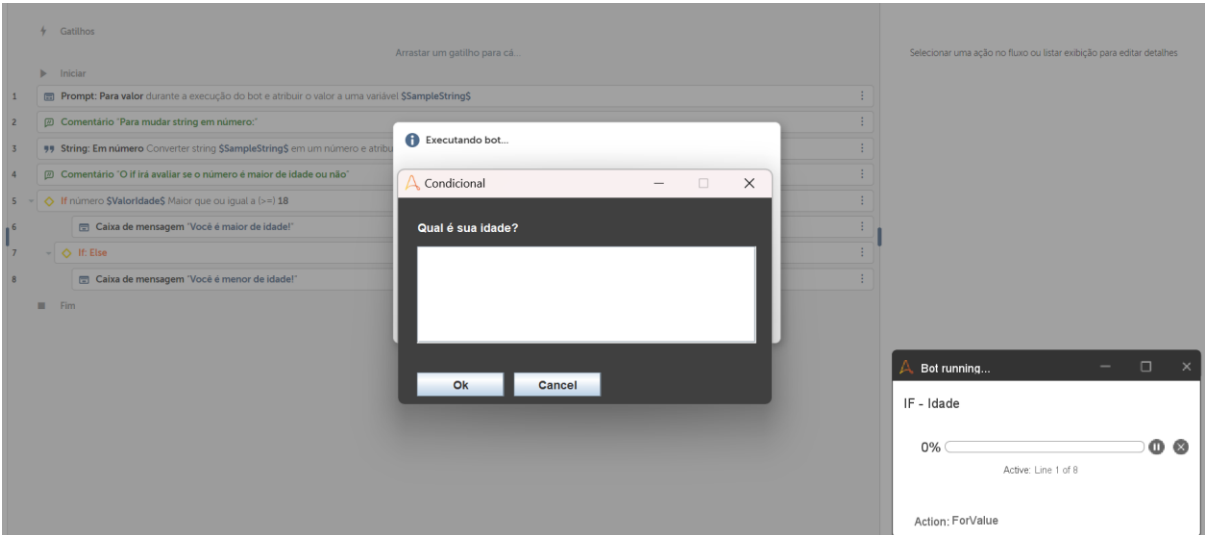 Gatilhos
Arrastar um gatilho para cá...
Selecionar uma ação no fluxo ou listar exibição para editar detalhes
Iniciar
1 Prompt: Para valor durante a execução do bot e atribuir o valor a uma variável $SampleString$
2 Comentário "Para mudar string em número:"
3 String: Em número Converter string $SampleString$ em um número e atribu
4 Comentário "O if irá avaliar se o número é maior de idade ou não"
5 If número $ValorIdade$ Maior que ou igual a (>=) 18
6 Caixa de mensagem "Você é maior de idade!"
7 If: Else
8 Caixa de mensagem "Você é menor de idade!"
Fim
Executando bot...
Condicional
Qual é sua idade?
Ok Cancel
Bot running...
IF - Idade
0%
Active: Line 1 of 8
Action: ForValue